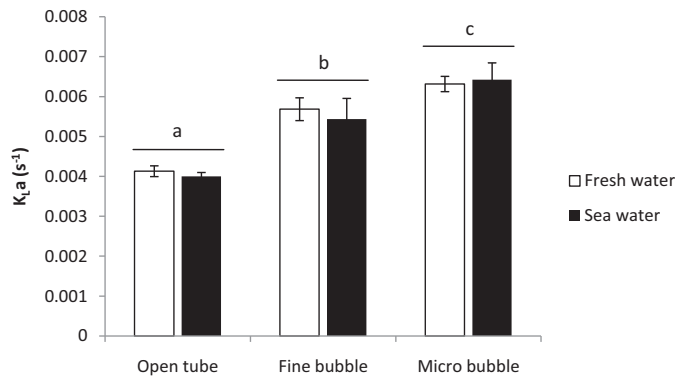 0.008
0.007
0.006
0.005
0.004
0.003
0.002
0.001
0
K_L a (s⁻¹)
a
b
c
Open tube
Fine bubble
Micro bubble
Fresh water
Sea water